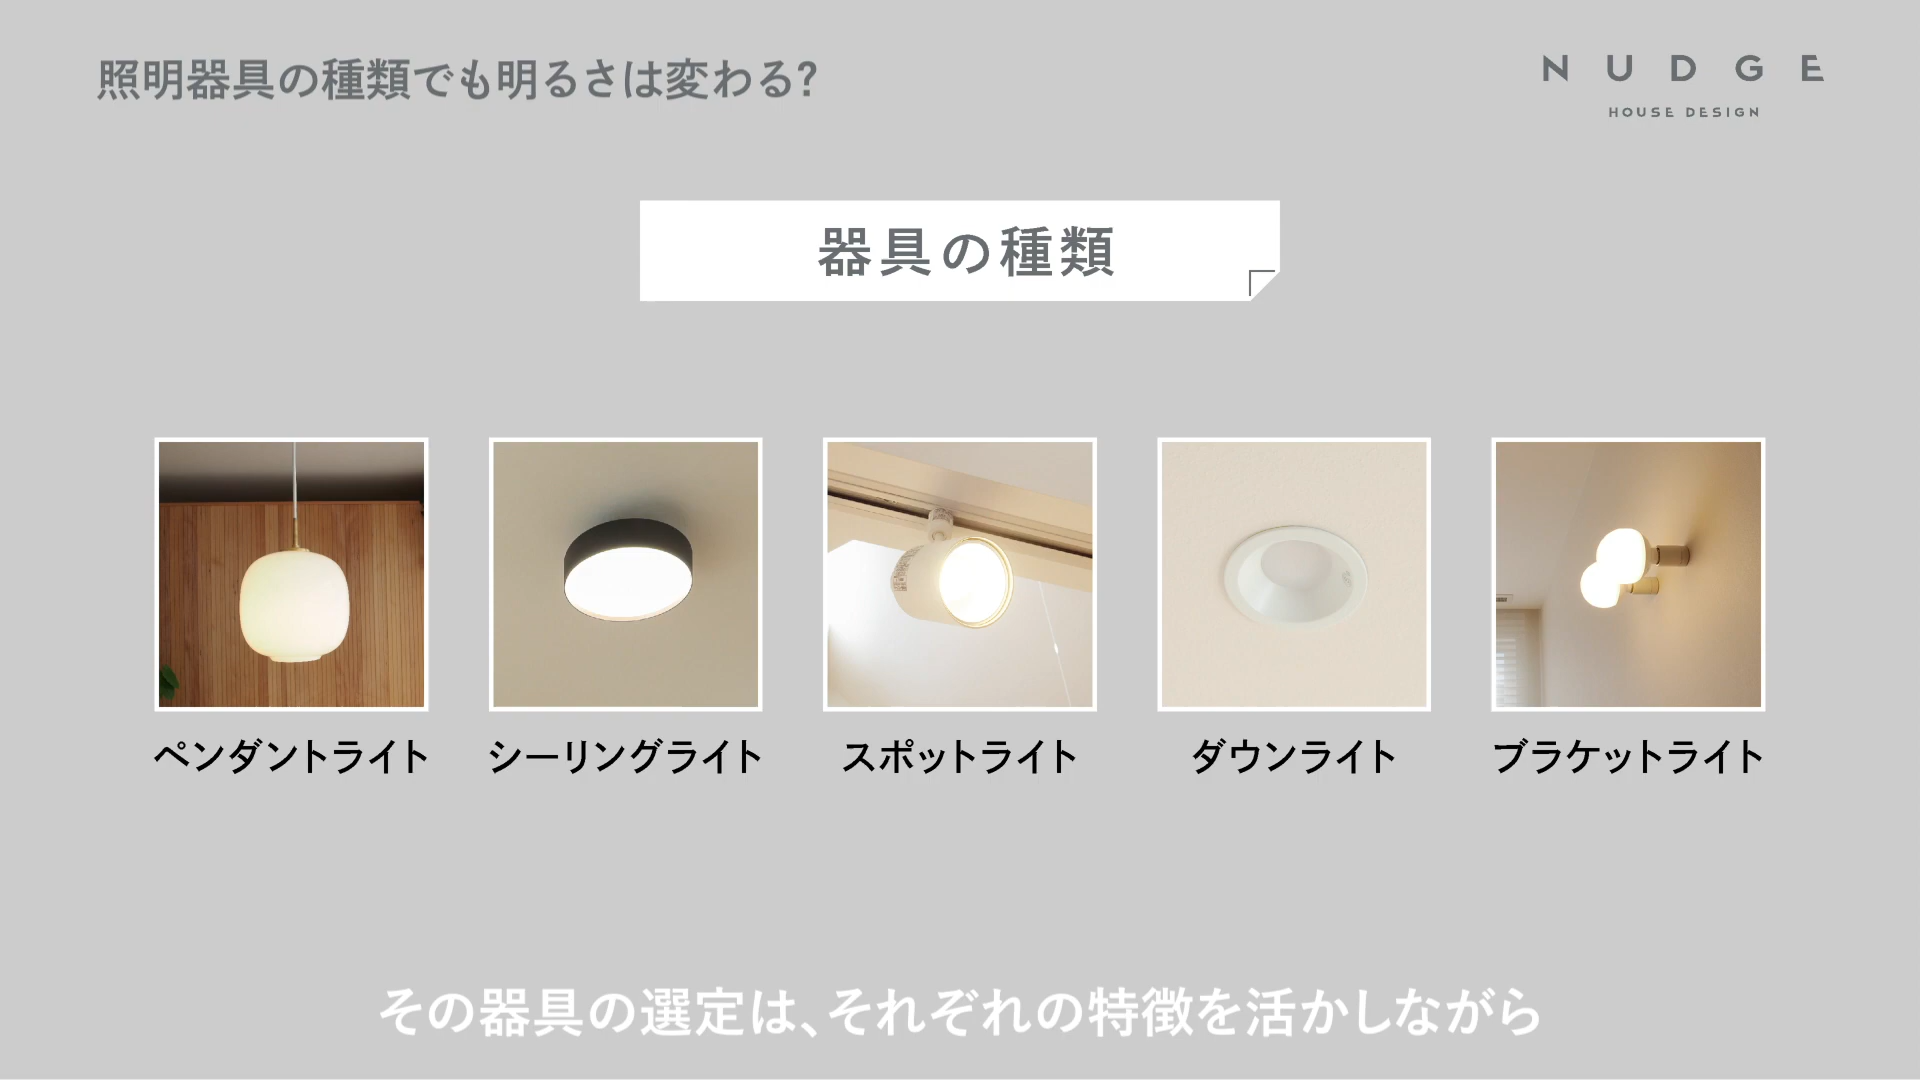 照明器具の種類でも明るさは変わる?
NUDGE
HOUSE DESIGN
器具の種類
ペンダントライト
シーリングライト
スポットライト
ダウンライト
ブラケットライト
その器具の選定は、それぞれの特徴を活かしながら